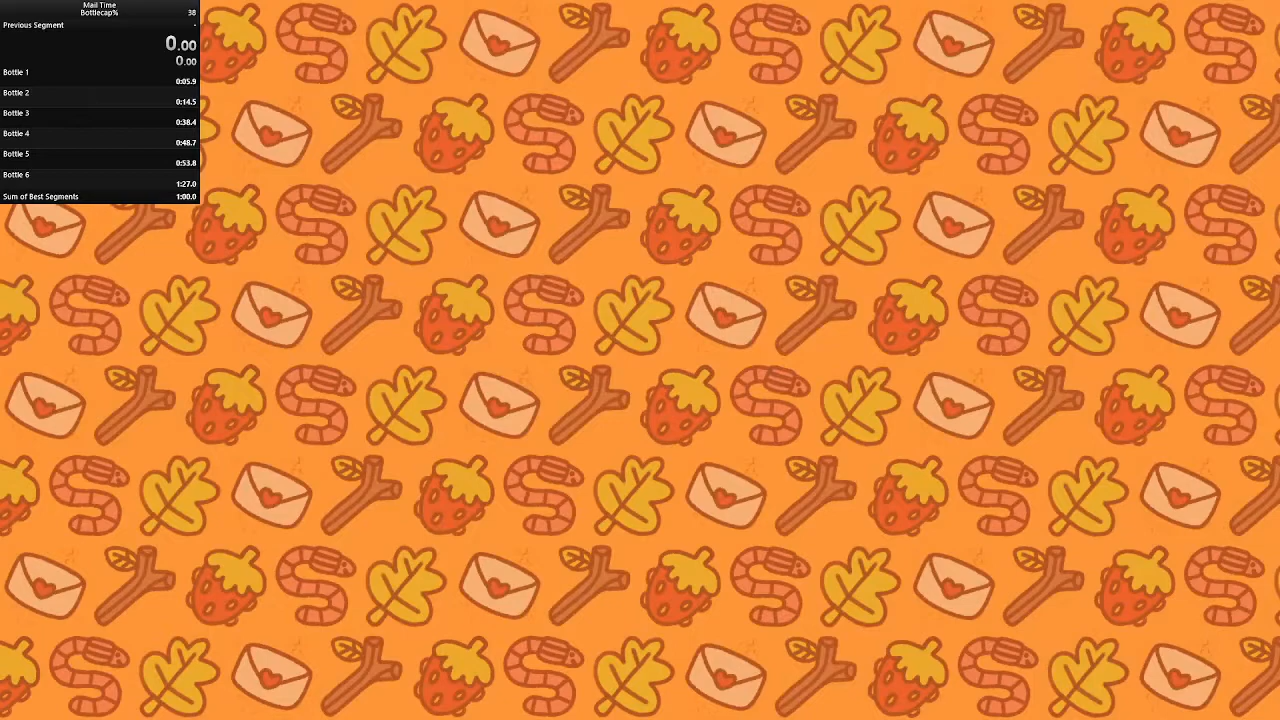 Mail Time
Bottlecap% 38
Previous Segment -
0.00
0.00
Bottle 1
0:05.9
Bottle 2
0:14.5
Bottle 3
0:38.4
Bottle 4
0:48.7
Bottle 5
0:53.8
Bottle 6
1:27.0
Sum of Best Segments 1:00.0